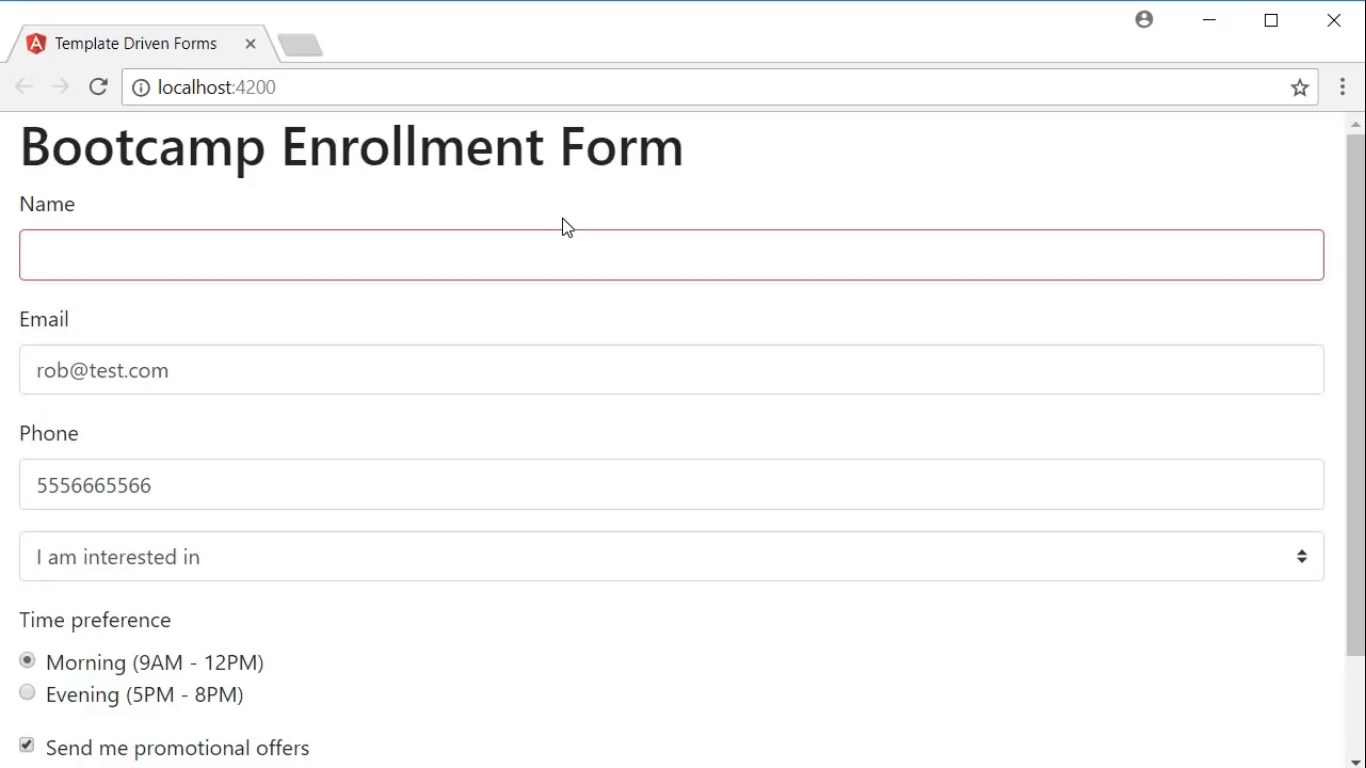 Template Driven Forms
localhost:4200
Bootcamp Enrollment Form
Name
Email
rob@test.com
Phone
5556665566
I am interested in
Time preference
Morning (9AM - 12PM)
Evening (5PM - 8PM)
Send me promotional offers